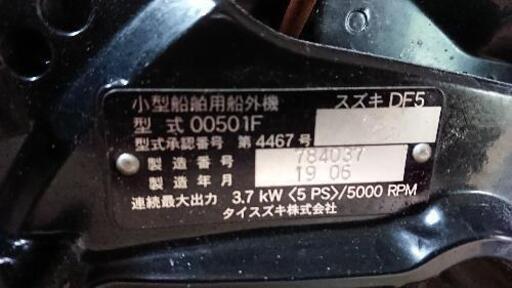 小型船舶用船外機 スズキ DF5
型式 00501F
型式承認番号 第 4467 号
製造番号 784037
製造年月 19 06
連続最大出力 3.7 kW 〈5 PS〉/5000 RPM
タイスズキ株式会社